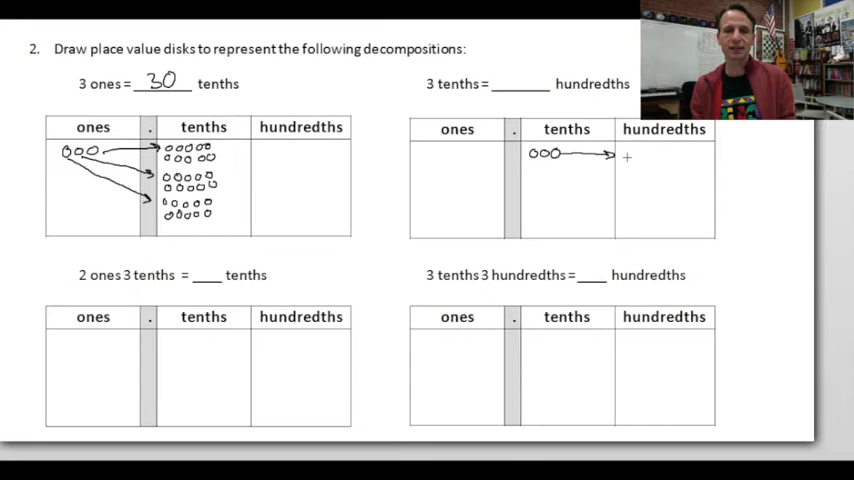 2. Draw place value disks to represent the following decompositions:
3 ones = 30 tenths
3 tenths = ________ hundredths
ones . tenths hundredths
ones . tenths hundredths
2 ones 3 tenths = ____ tenths
3 tenths 3 hundredths = ____ hundredths
ones . tenths hundredths
ones . tenths hundredths